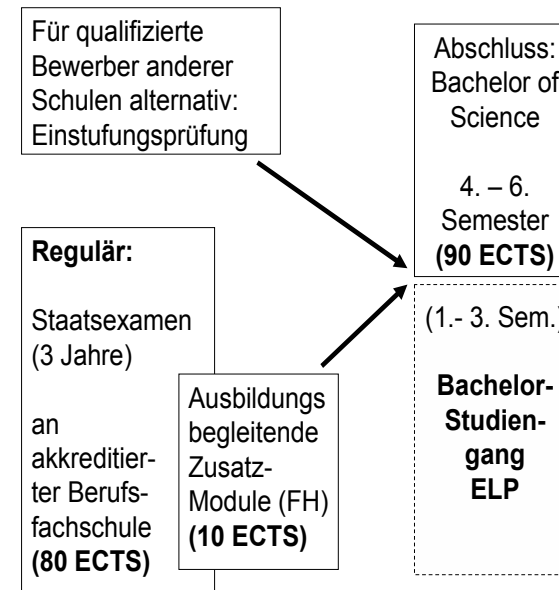 Für qualifizierte
Bewerber anderer
Schulen alternativ:
Einstufungsprüfung
Abschluss:
Bachelor of
Science
4. – 6.
Semester
(90 ECTS)
Regulär:
Staatsexamen
(3 Jahre)
an
akkreditier-
ter Berufs-
fachschule
(80 ECTS)
Ausbildungs
begleitende
Zusatz-
Module (FH)
(10 ECTS)
(1.- 3. Sem.)
Bachelor-
Studien-
gang
ELP